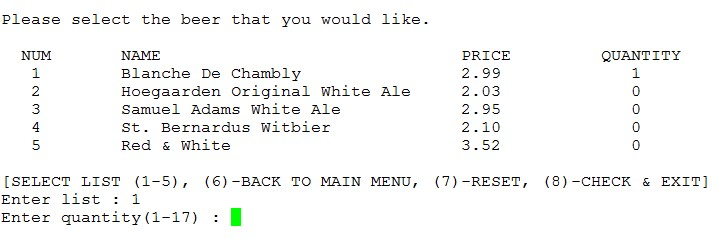 Please select the beer that you would like.
NUM NAME PRICE QUANTITY
1 Blanche De Chambly 2.99 1
2 Hoegaarden Original White Ale 2.03 0
3 Samuel Adams White Ale 2.95 0
4 St. Bernardus Witbier 2.10 0
5 Red & White 3.52 0
[SELECT LIST (1-5), (6)-BACK TO MAIN MENU, (7)-RESET, (8)-CHECK & EXIT]
Enter list : 1
Enter quantity(1-17) :